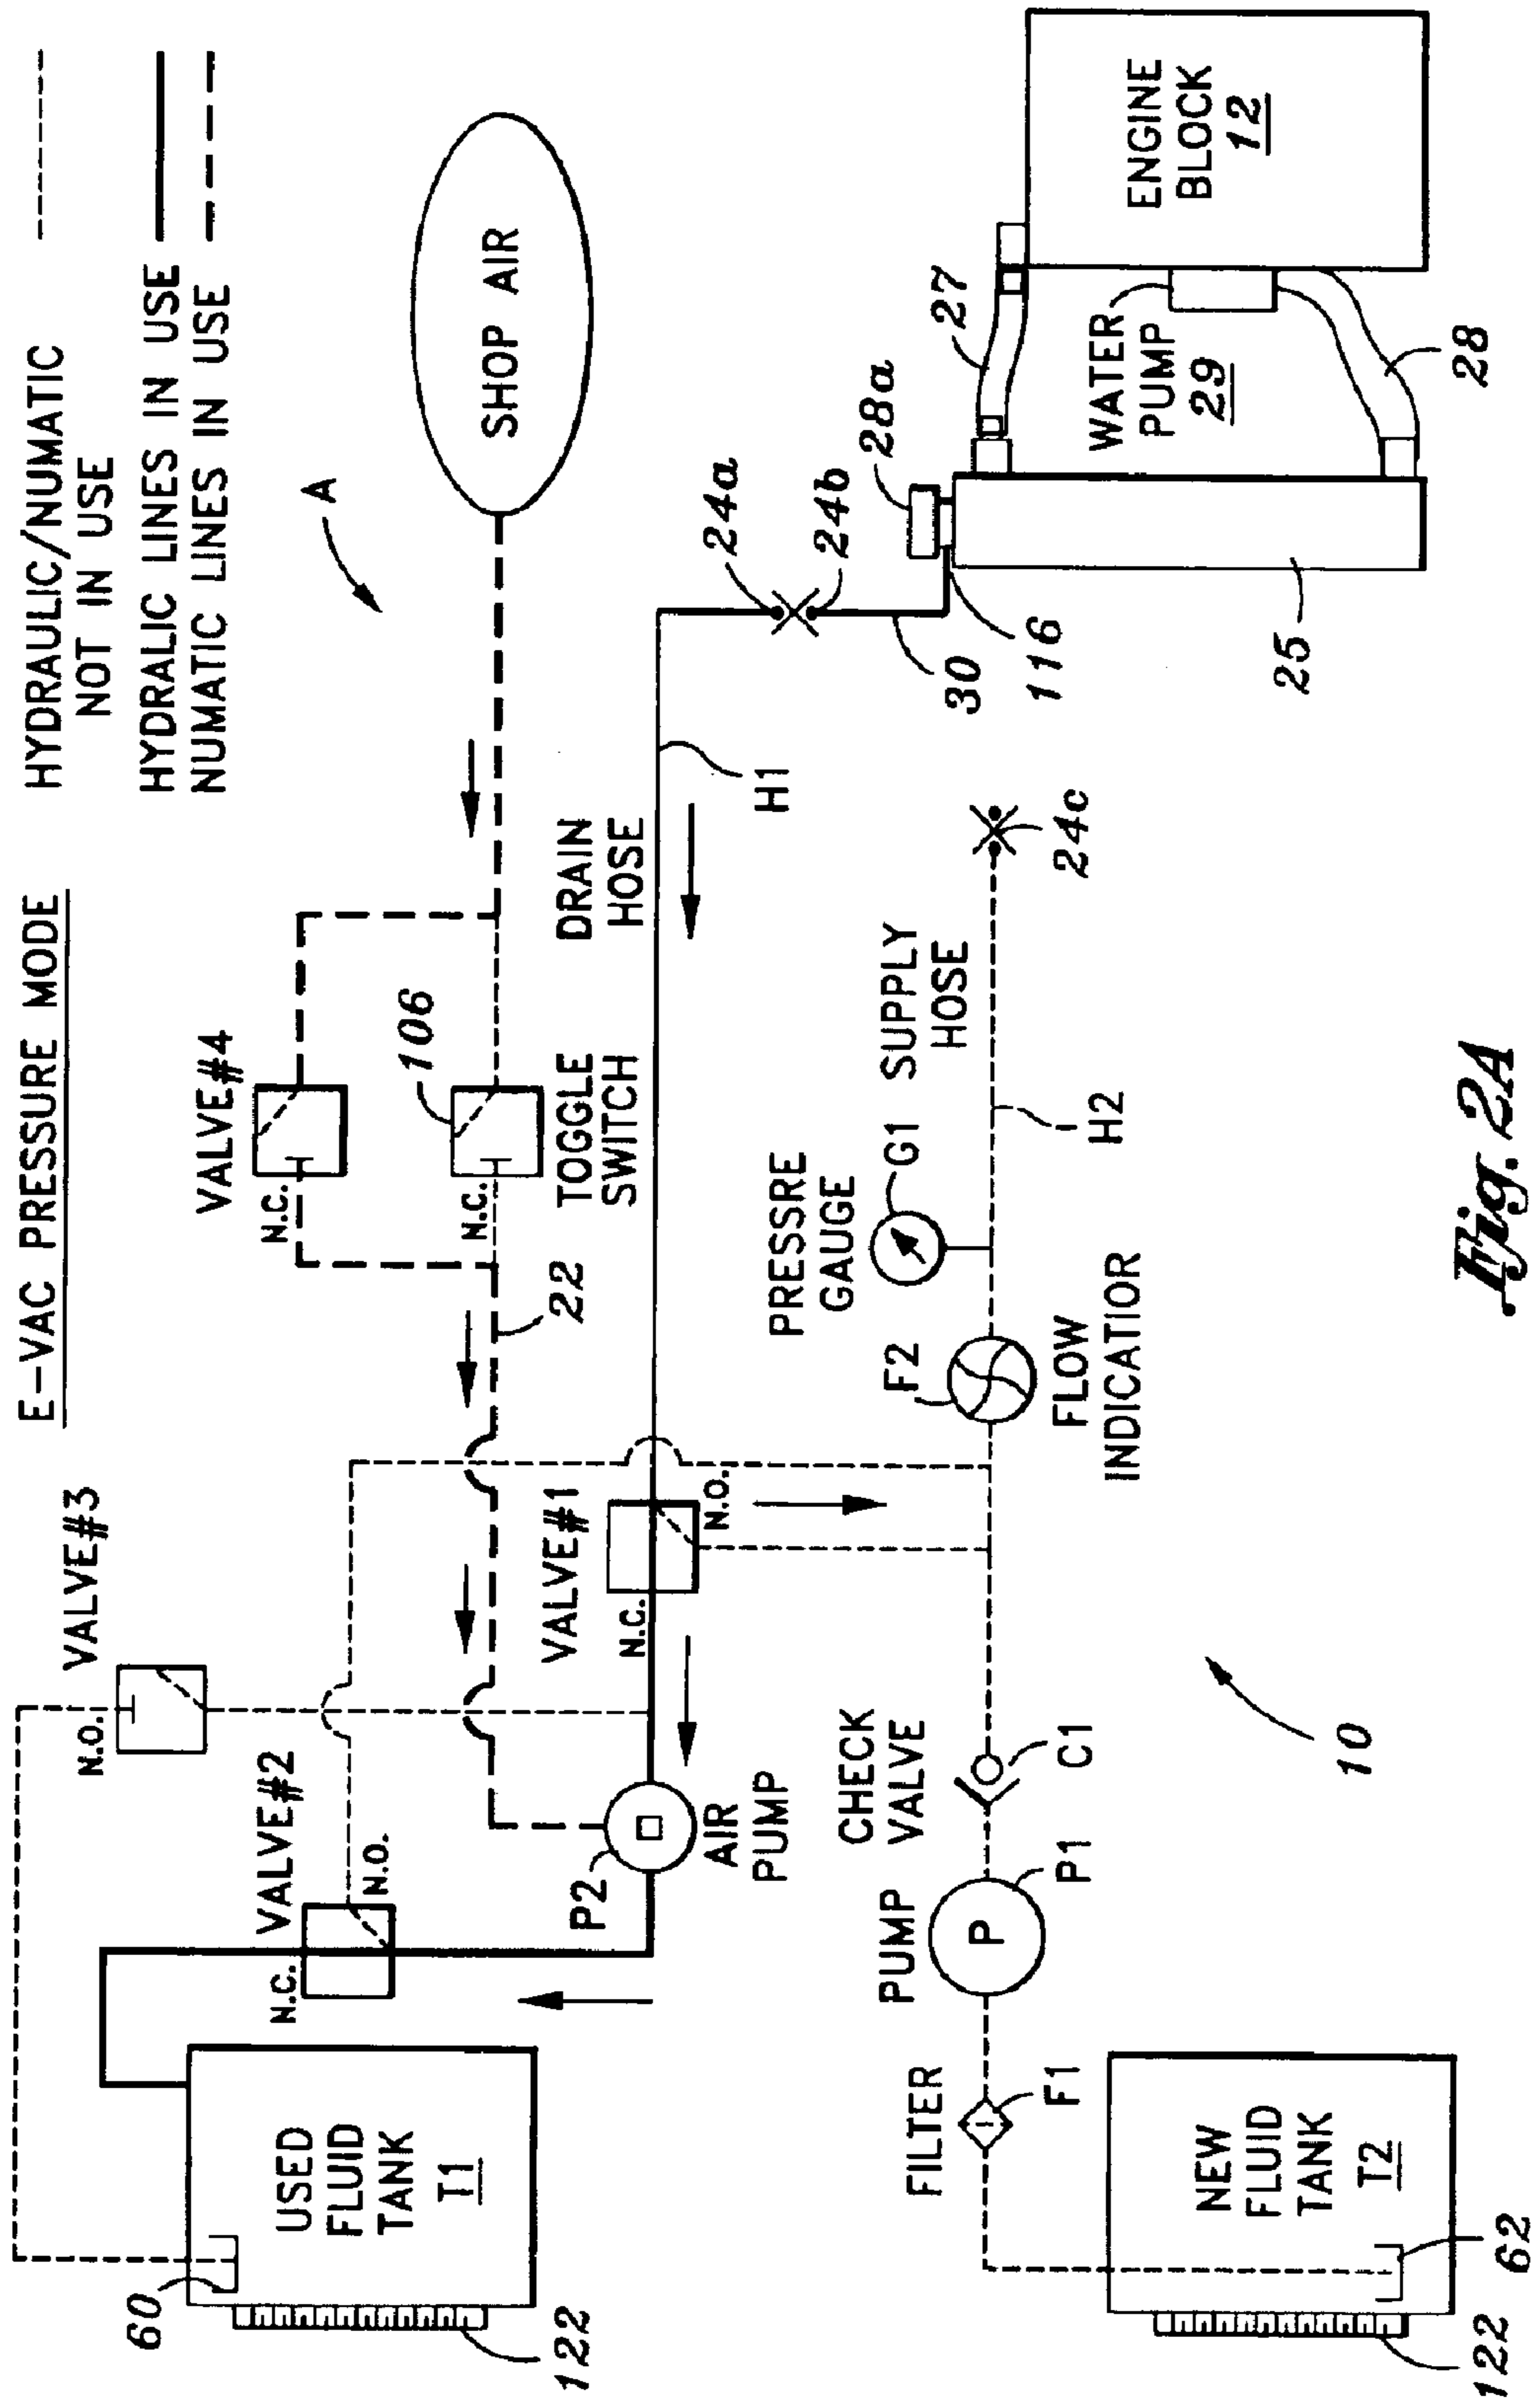 E-VAC PRESSURE MODE
HYDRAULIC/NUMATIC
NOT IN USE
HYDRALIC LINES IN USE
NUMATIC LINES IN USE
VALVE#3
N.O.
VALVE#4
N.C.
A
SHOP AIR
106
N.C.
TOGGLE
SWITCH
22
VALVE#2
N.C.
N.O.
60
USED
FLUID
TANK
T1
122
P2
AIR
PUMP
VALVE#1
N.C.
N.O.
DRAIN
HOSE
H1
24a
24b
30
116
28a
27
WATER
PUMP
29
28
25
ENGINE
BLOCK
12
FILTER
F1
PUMP
P
P1
CHECK
VALVE
C1
F2
FLOW
INDICATIOR
PRESSRE
GAUGE
G1
SUPPLY
HOSE
H2
24c
NEW
FLUID
TANK
T2
62
122
10
Fig. 2A